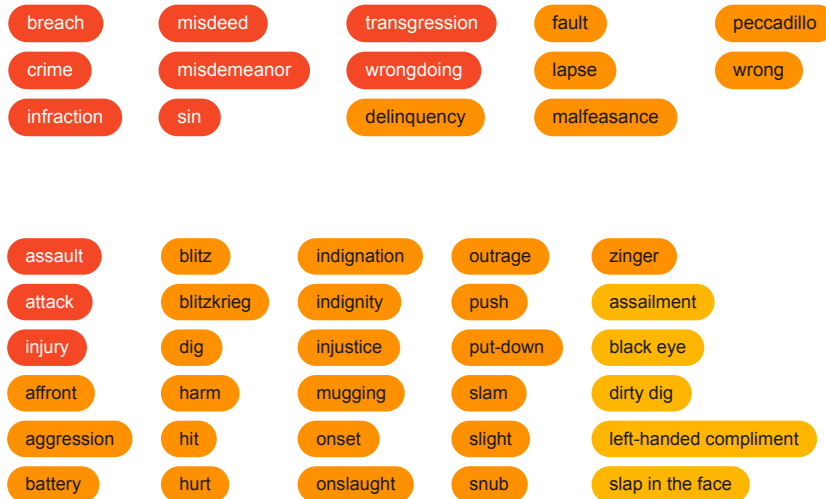 breach misdeed transgression fault peccadillo
crime misdemeanor wrongdoing lapse wrong
infraction sin delinquency malfeasance
assault blitz indignation outrage zinger
attack blitzkrieg indignity push assailment
injury dig injustice put-down black eye
affront harm mugging slam dirty dig
aggression hit onset slight left-handed compliment
battery hurt onslaught snub slap in the face